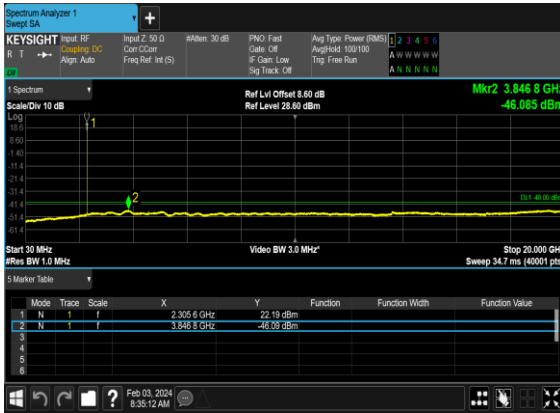 Spectrum Analyzer 1
Swept SA
+
KEYSIGHT Input: RF Input Z: 50 Ω #Atten: 30 dB PNO: Fast Avg Type: Power (RMS) 1 2 3 4 5 6
R T Coupling: DC Corr CCorr Gate: Off Avg|Hold: 100/100 A W W W W W
Align: Auto Freq Ref: Int (S) IF Gain: Low Trig: Free Run
Sig Track: Off A N N N N N
1 Spectrum Ref Lvl Offset 8.60 dB Mkr2 3.846 8 GHz
Scale/Div 10 dB Ref Level 28.60 dBm -46.085 dBm
Log
18.6
8.60
-1.40
-11.4
-21.4
-31.4
-41.4
-51.4
-61.4
1
2
DL1 -40.00 dBm
Start 30 MHz Video BW 3.0 MHz* Stop 20.000 GHz
#Res BW 1.0 MHz Sweep 34.7 ms (40001 pts)
5 Marker Table
Mode Trace Scale X Y Function Function Width Function Value
1 N 1 f 2.305 6 GHz 22.19 dBm
2 N 1 f 3.846 8 GHz -46.09 dBm
3
4
5
6
? Feb 03, 2024
8:35:12 AM